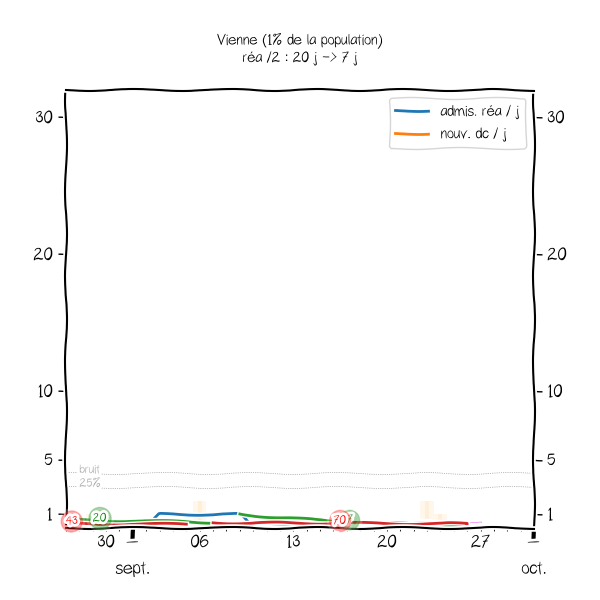 Vienne (1% de la population)
réa /2 : 20 j -> 7 j
admis. réa / j
nouv. dc / j
30
30
20
20
10
10
5
5
bruit
25%
1
1
43
20
70
30
06
13
20
27
sept.
oct.